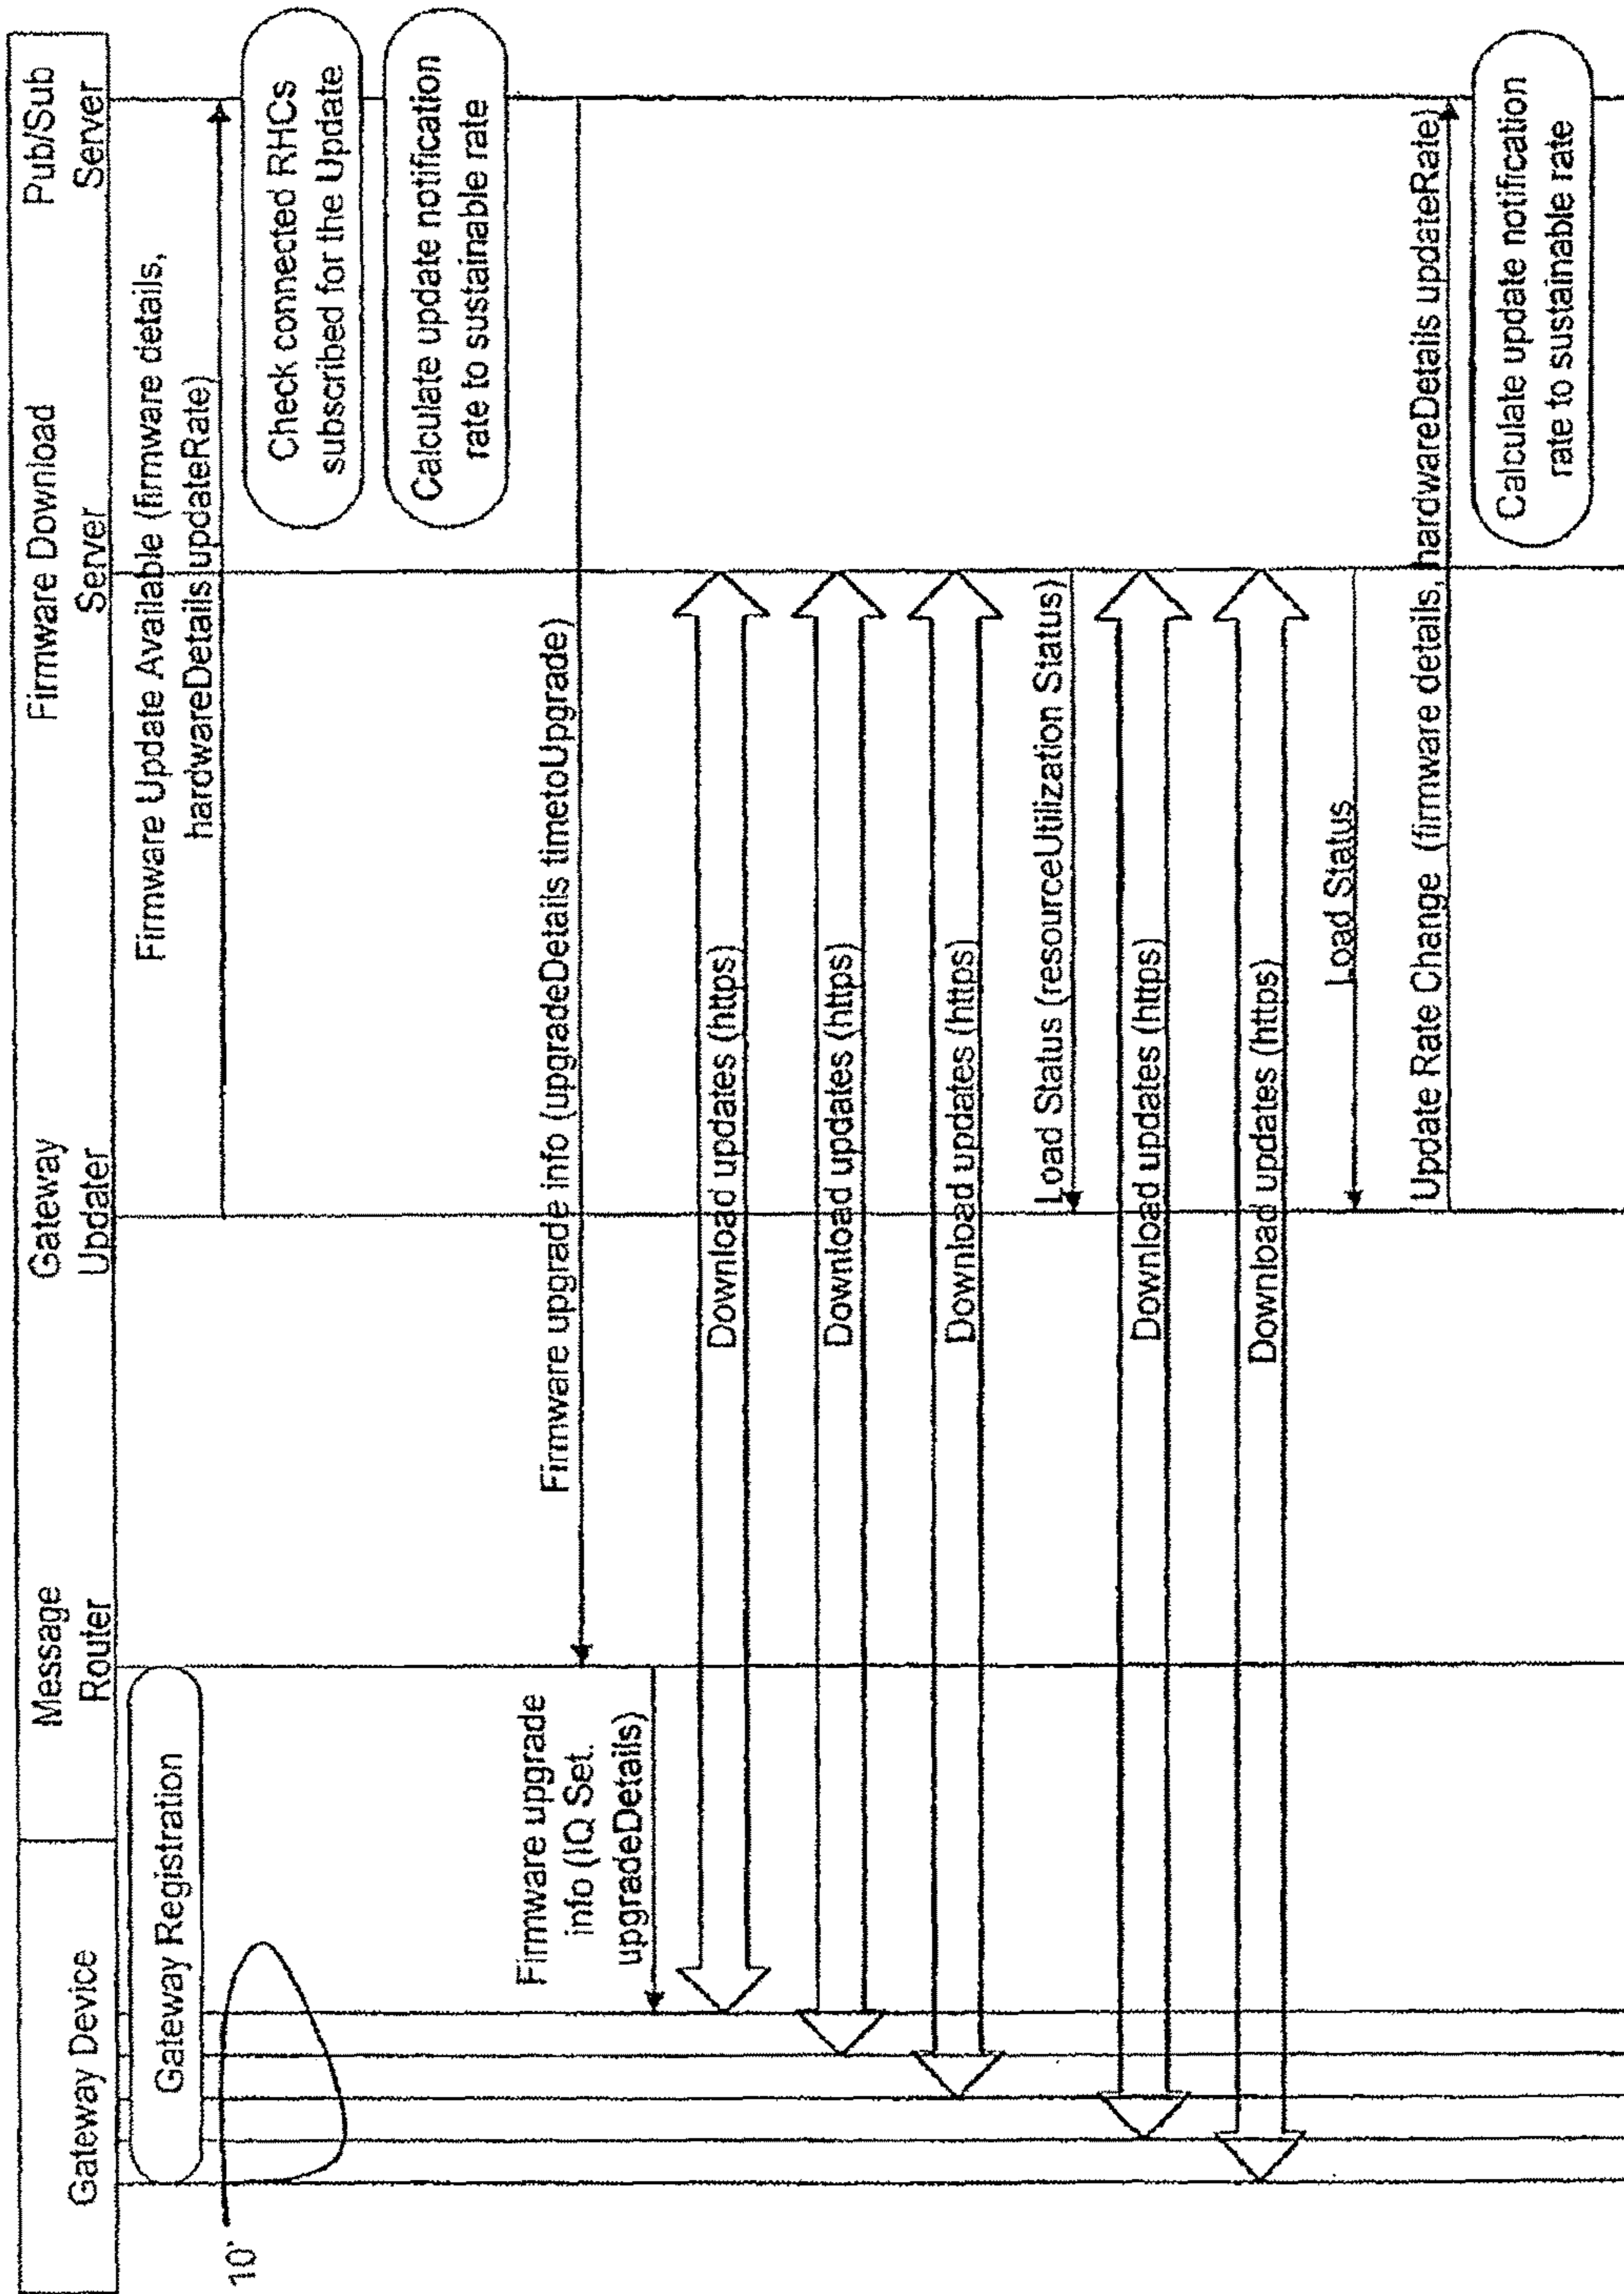 Gateway Device
Message
Router
Gateway
Updater
Firmware Download
Server
Pub/Sub
Server
Gateway Registration
10'
Firmware Update Available (firmware details,
hardwareDetails updateRate)
Check connected RHCs
subscribed for the Update
Calculate update notification
rate to sustainable rate
Firmware upgrade info (upgradeDetails timetoUpgrade)
Firmware upgrade
info (IQ Set.
upgradeDetails)
Download updates (https)
Download updates (https)
Download updates (https)
Load Status (resourceUtilization Status)
Download updates (https)
Download updates (https)
Load Status
Update Rate Change (firmware details, hardwareDetails updateRate)
Calculate update notification
rate to sustainable rate